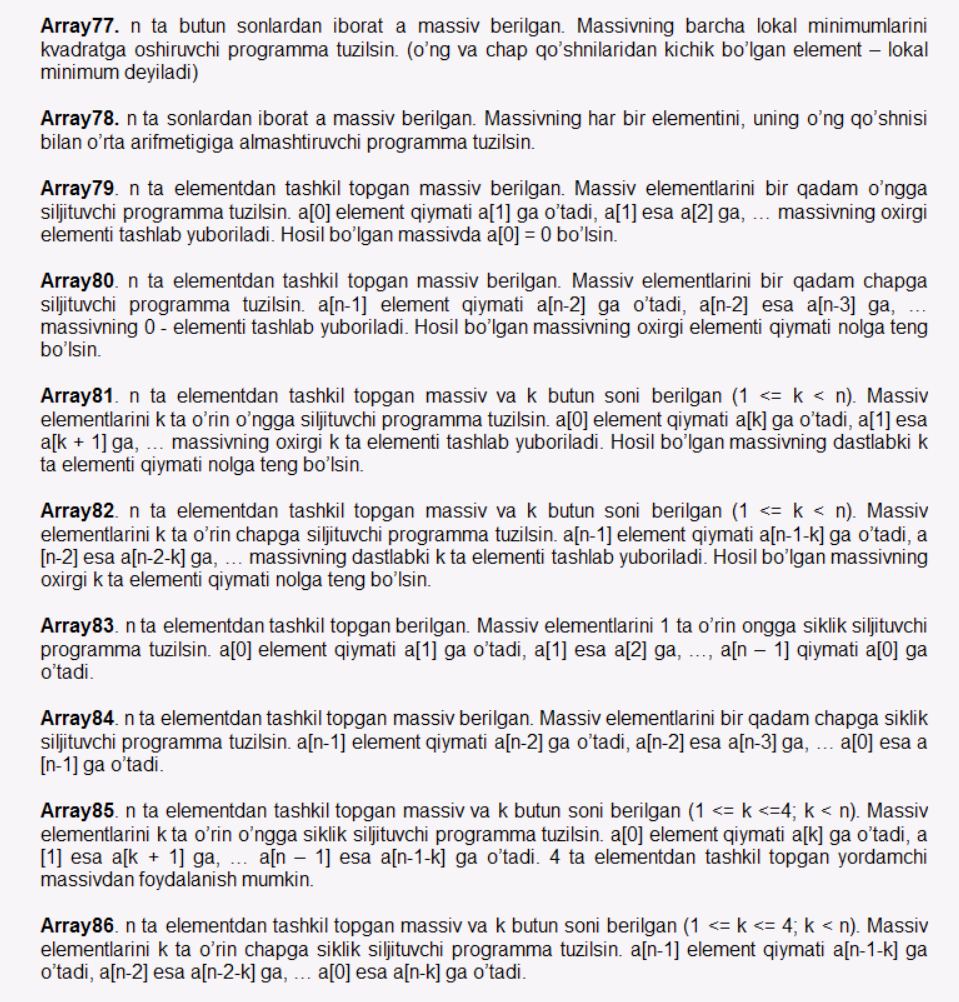 Array77. n ta butun sonlardan iborat a massiv berilgan. Massivning barcha lokal minimumlarini
kvadratga oshiruvchi programma tuzilsin. (o’ng va chap qo’shnilaridan kichik bo’lgan element – lokal
minimum deyiladi)
Array78. n ta sonlardan iborat a massiv berilgan. Massivning har bir elementini, uning o’ng qo’shnisi
bilan o’rta arifmetigiga almashtiruvchi programma tuzilsin.
Array79. n ta elementdan tashkil topgan massiv berilgan. Massiv elementlarini bir qadam o’ngga
siljituvchi programma tuzilsin. a[0] element qiymati a[1] ga o’tadi, a[1] esa a[2] ga, … massivning oxirgi
elementi tashlab yuboriladi. Hosil bo’lgan massivda a[0] = 0 bo’lsin.
Array80. n ta elementdan tashkil topgan massiv berilgan. Massiv elementlarini bir qadam chapga
siljituvchi programma tuzilsin. a[n-1] element qiymati a[n-2] ga o’tadi, a[n-2] esa a[n-3] ga, …
massivning 0 - elementi tashlab yuboriladi. Hosil bo’lgan massivning oxirgi elementi qiymati nolga teng
bo’lsin.
Array81. n ta elementdan tashkil topgan massiv va k butun soni berilgan (1 <= k < n). Massiv
elementlarini k ta o’rin o’ngga siljituvchi programma tuzilsin. a[0] element qiymati a[k] ga o’tadi, a[1] esa
a[k + 1] ga, … massivning oxirgi k ta elementi tashlab yuboriladi. Hosil bo’lgan massivning dastlabki k
ta elementi qiymati nolga teng bo’lsin.
Array82. n ta elementdan tashkil topgan massiv va k butun soni berilgan (1 <= k < n). Massiv
elementlarini k ta o’rin chapga siljituvchi programma tuzilsin. a[n-1] element qiymati a[n-1-k] ga o’tadi, a
[n-2] esa a[n-2-k] ga, … massivning dastlabki k ta elementi tashlab yuboriladi. Hosil bo’lgan massivning
oxirgi k ta elementi qiymati nolga teng bo’lsin.
Array83. n ta elementdan tashkil topgan berilgan. Massiv elementlarini 1 ta o’rin ongga siklik siljituvchi
programma tuzilsin. a[0] element qiymati a[1] ga o’tadi, a[1] esa a[2] ga, …, a[n – 1] qiymati a[0] ga
o’tadi.
Array84. n ta elementdan tashkil topgan massiv berilgan. Massiv elementlarini bir qadam chapga siklik
siljituvchi programma tuzilsin. a[n-1] element qiymati a[n-2] ga o’tadi, a[n-2] esa a[n-3] ga, … a[0] esa a
[n-1] ga o’tadi.
Array85. n ta elementdan tashkil topgan massiv va k butun soni berilgan (1 <= k <=4; k < n). Massiv
elementlarini k ta o’rin o’ngga siklik siljituvchi programma tuzilsin. a[0] element qiymati a[k] ga o’tadi, a
[1] esa a[k + 1] ga, … a[n – 1] esa a[n-1-k] ga o’tadi. 4 ta elementdan tashkil topgan yordamchi
massivdan foydalanish mumkin.
Array86. n ta elementdan tashkil topgan massiv va k butun soni berilgan (1 <= k <= 4; k < n). Massiv
elementlarini k ta o’rin chapga siklik siljituvchi programma tuzilsin. a[n-1] element qiymati a[n-1-k] ga
o’tadi, a[n-2] esa a[n-2-k] ga, … a[0] esa a[n-k] ga o’tadi.